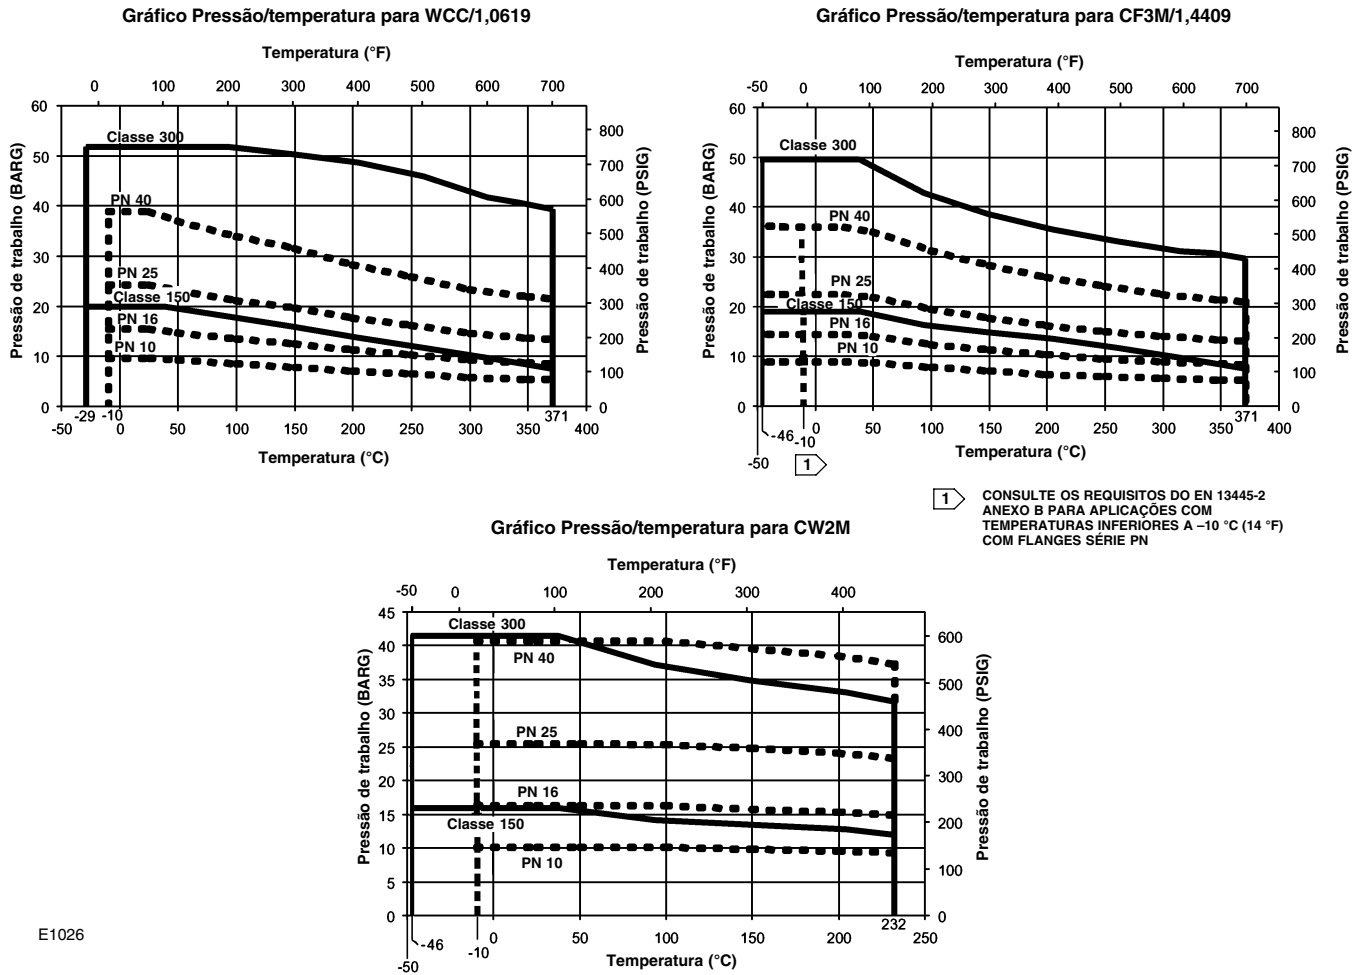 Gráfico Pressão/temperatura para WCC/1,0619
Temperatura (°F)
0 100 200 300 400 500 600 700
Pressão de trabalho (BARG)
60
50
40
30
20
10
0
Classe 300
PN 40
PN 25
Classe 150
PN 16
PN 10
800
700
600
500
400
300
200
100
0
Pressão de trabalho (PSIG)
-29 -10 371
-50 0 50 100 150 200 250 300 350 400
Temperatura (°C)
Gráfico Pressão/temperatura para CF3M/1,4409
Temperatura (°F)
-50 0 100 200 300 400 500 600 700
Pressão de trabalho (BARG)
60
50
40
30
20
10
0
Classe 300
PN 40
PN 25
Classe 150
PN 16
PN 10
800
700
600
500
400
300
200
100
0
Pressão de trabalho (PSIG)
371
-46 -10 0 50 100 150 200 250 300 350 400
-50
1
Temperatura (°C)
1 CONSULTE OS REQUISITOS DO EN 13445-2
ANEXO B PARA APLICAÇÕES COM
TEMPERATURAS INFERIORES A –10 °C (14 °F)
COM FLANGES SÉRIE PN
Gráfico Pressão/temperatura para CW2M
Temperatura (°F)
-50 0 100 200 300 400
Pressão de trabalho (BARG)
45
40
35
30
25
20
15
10
5
0
Classe 300
PN 40
PN 25
PN 16
Classe 150
PN 10
600
500
400
300
200
100
0
Pressão de trabalho (PSIG)
232
-46 -10 0 50 100 150 200 250
-50
Temperatura (°C)
E1026